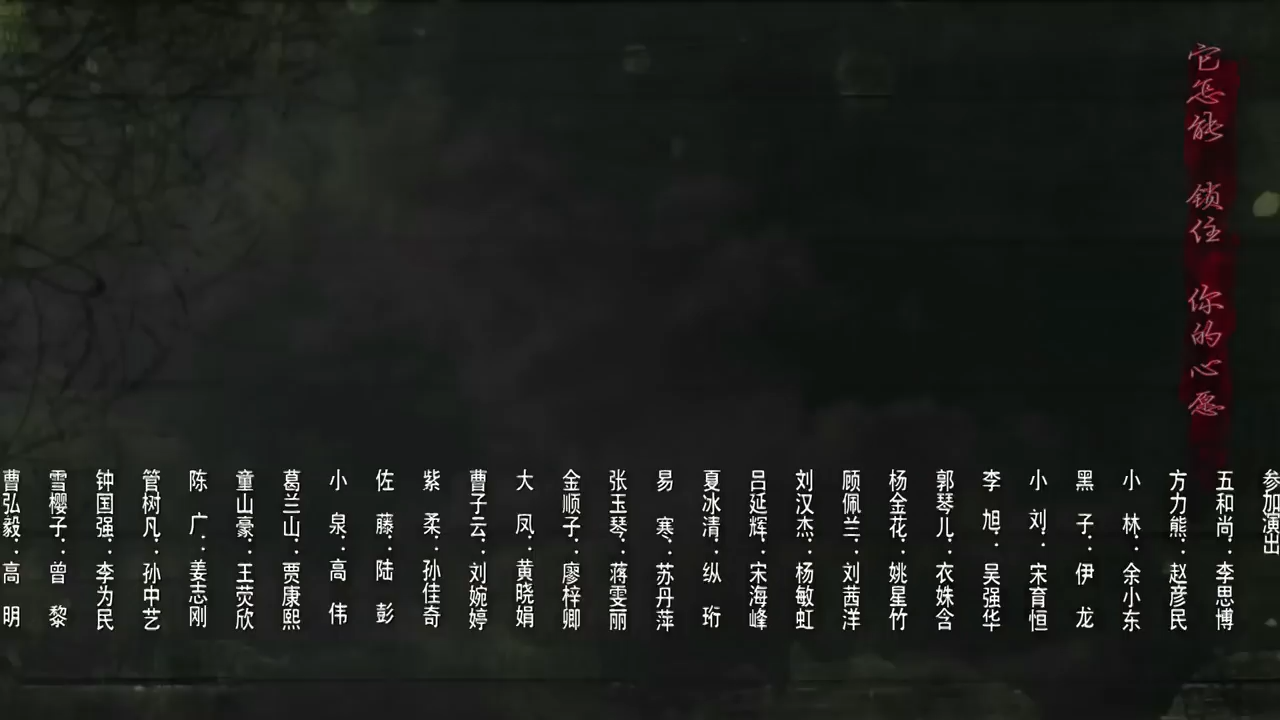 它怎能 锁住 你的心愿
参加演出
五和尚：李思博
方力熊：赵彦民
小林：余小东
黑子：伊龙
小刘：宋育恒
李旭：吴强华
郭琴儿：衣姝含
杨金花：姚星竹
顾佩兰：刘茜洋
刘汉杰：杨敏虹
吕延辉：宋海峰
夏冰清：纵珩
易寒：苏丹萍
张玉琴：蒋雯丽
金顺子：廖梓卿
大凤：黄晓娟
曹子云：刘婉婷
紫柔：孙佳奇
佐藤：陆彭
小泉：高伟
葛兰山：贾康熙
童山豪：王荧欣
陈广：姜志刚
管树凡：孙中艺
钟国强：李为民
雪樱子：曾黎
曹弘毅：高明